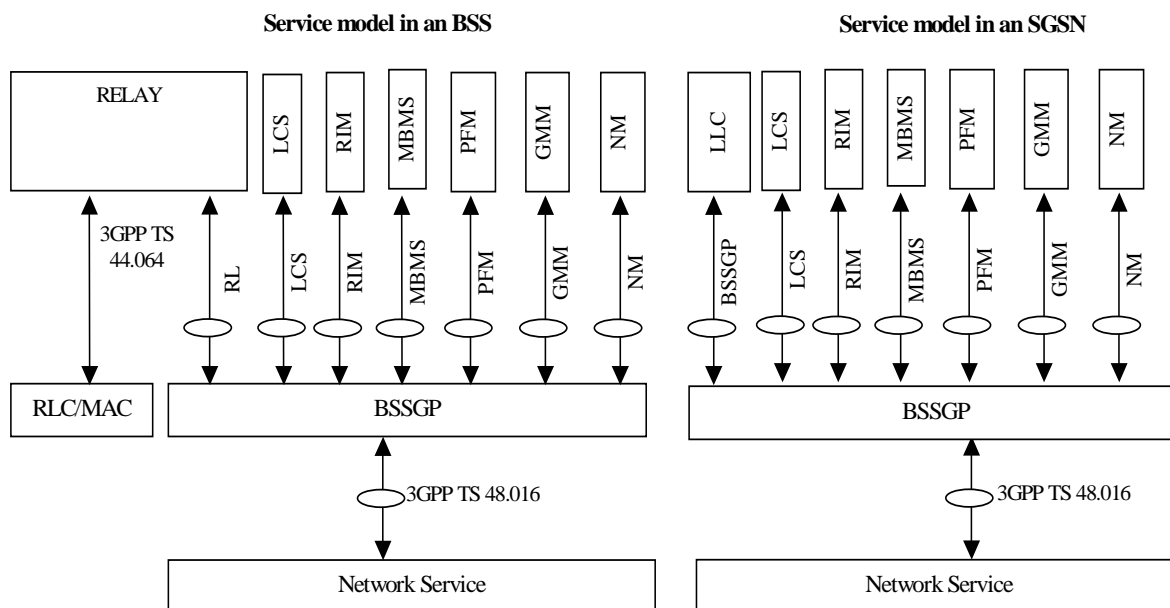 Service model in an BSS
Service model in an SGSN
RELAY
LCS
RIM
MBMS
PFM
GMM
NM
LLC
LCS
RIM
MBMS
PFM
GMM
NM
3GPP TS
44.064
RL
LCS
RIM
MBMS
PFM
GMM
NM
BSSGP
LCS
RIM
MBMS
PFM
GMM
NM
RLC/MAC
BSSGP
BSSGP
3GPP TS 48.016
3GPP TS 48.016
Network Service
Network Service